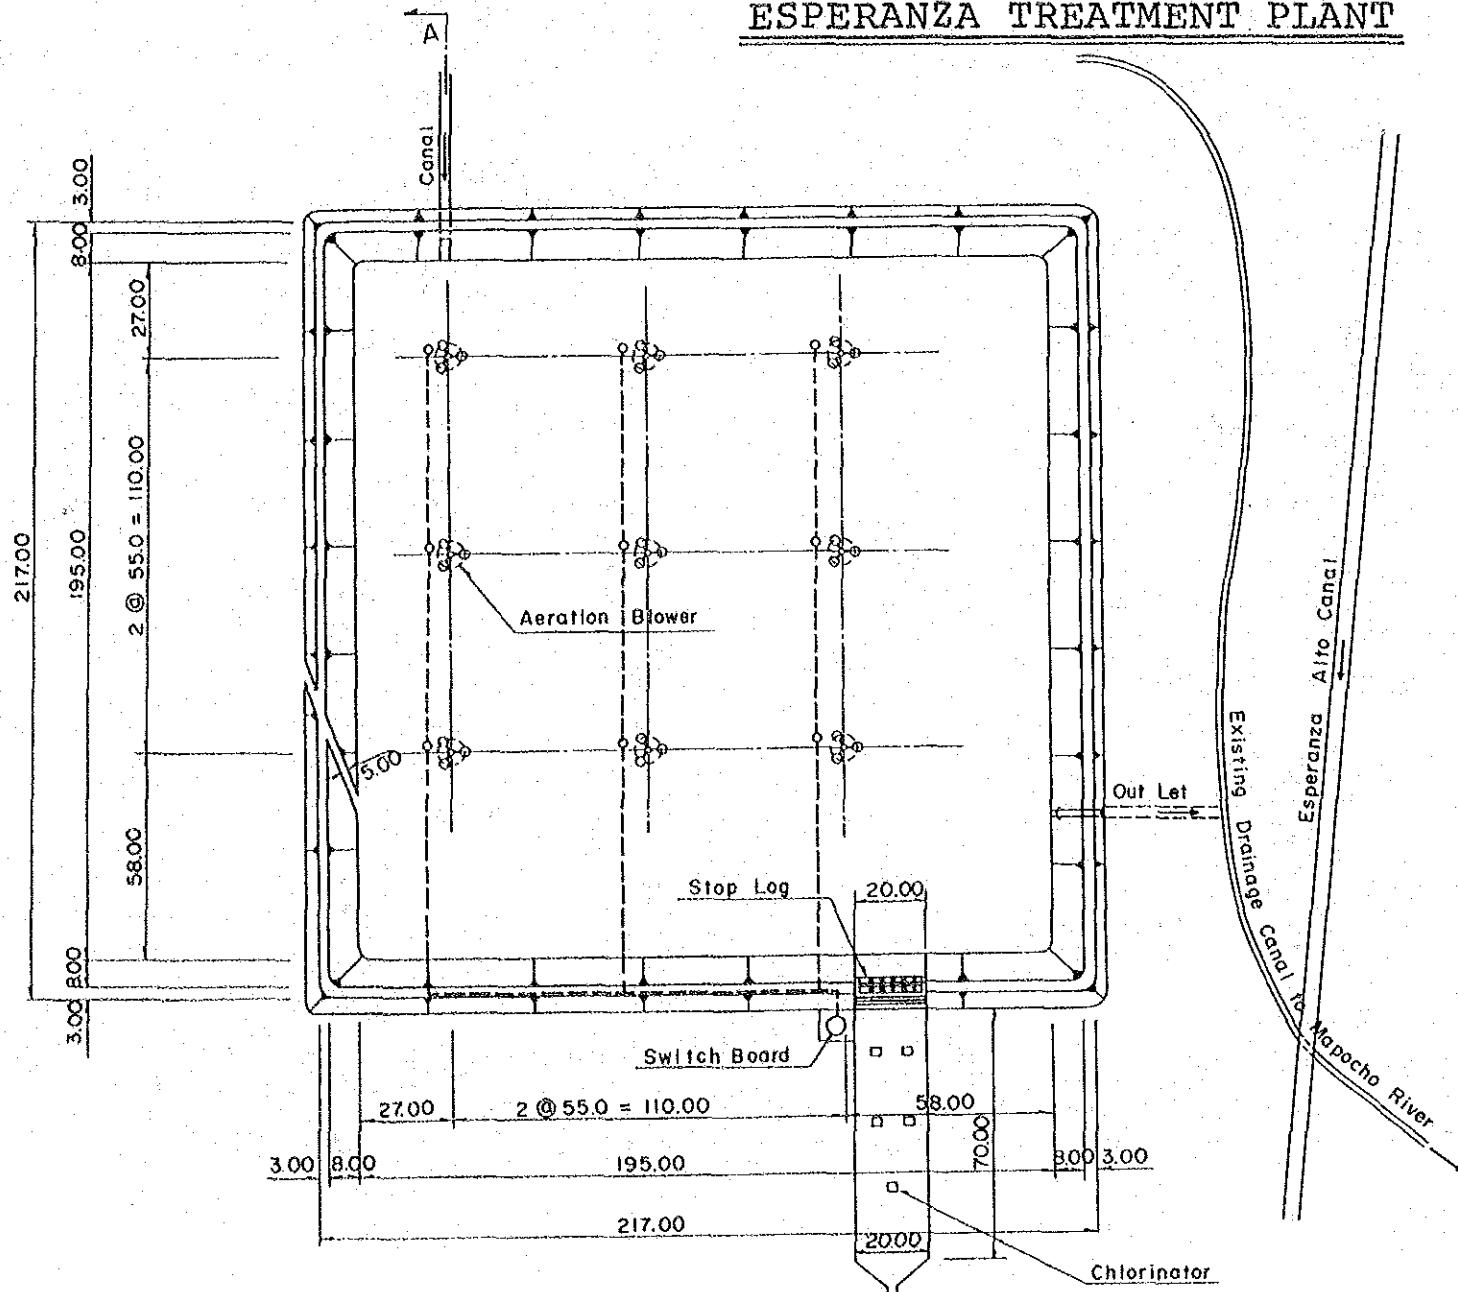 ESPERANZA TREATMENT PLANT
A
Canal
3.00
8.00
27.00
2 @ 55.0 = 110.00
217.00
195.00
58.00
8.00
3.00
5.00
Aeration Blower
Stop Log
20.00
Out Let
Existing Drainage Canal to Mapocho River
Esperanza Alto Canal
Switch Board
27.00
2 @ 55.0 = 110.00
58.00
70.00
3.00
8.00
195.00
8.00
3.00
217.00
20.00
Chlorinator